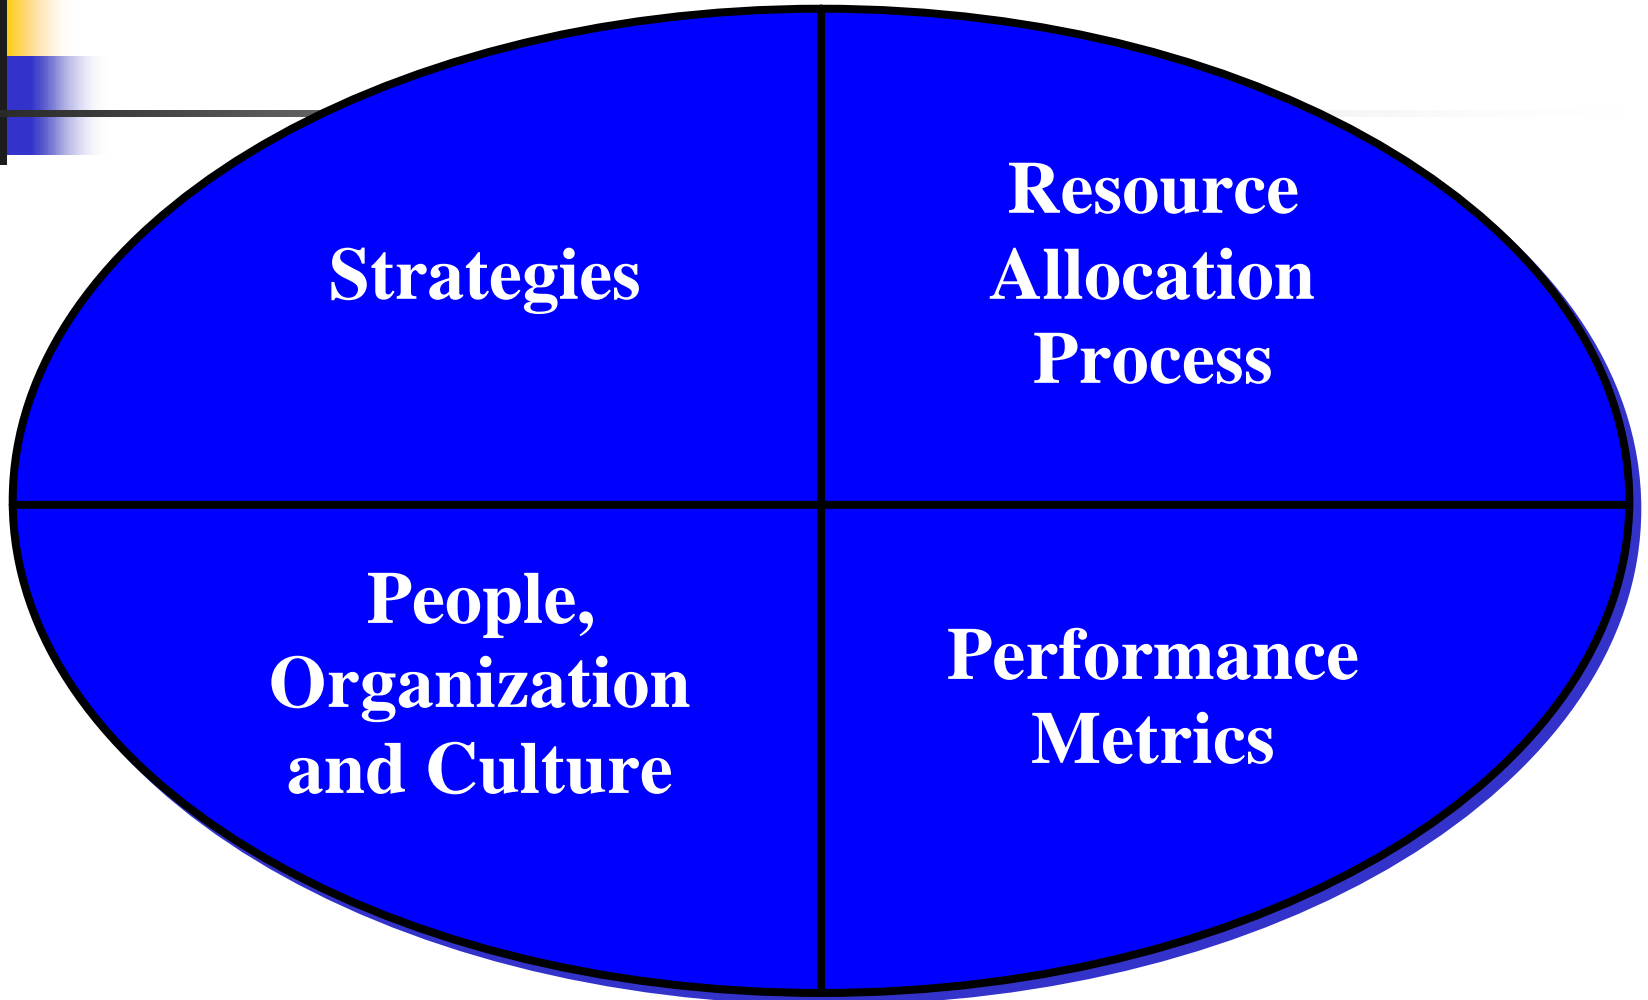 Strategies
Resource
Allocation
Process
People,
Organization
and Culture
Performance
Metrics